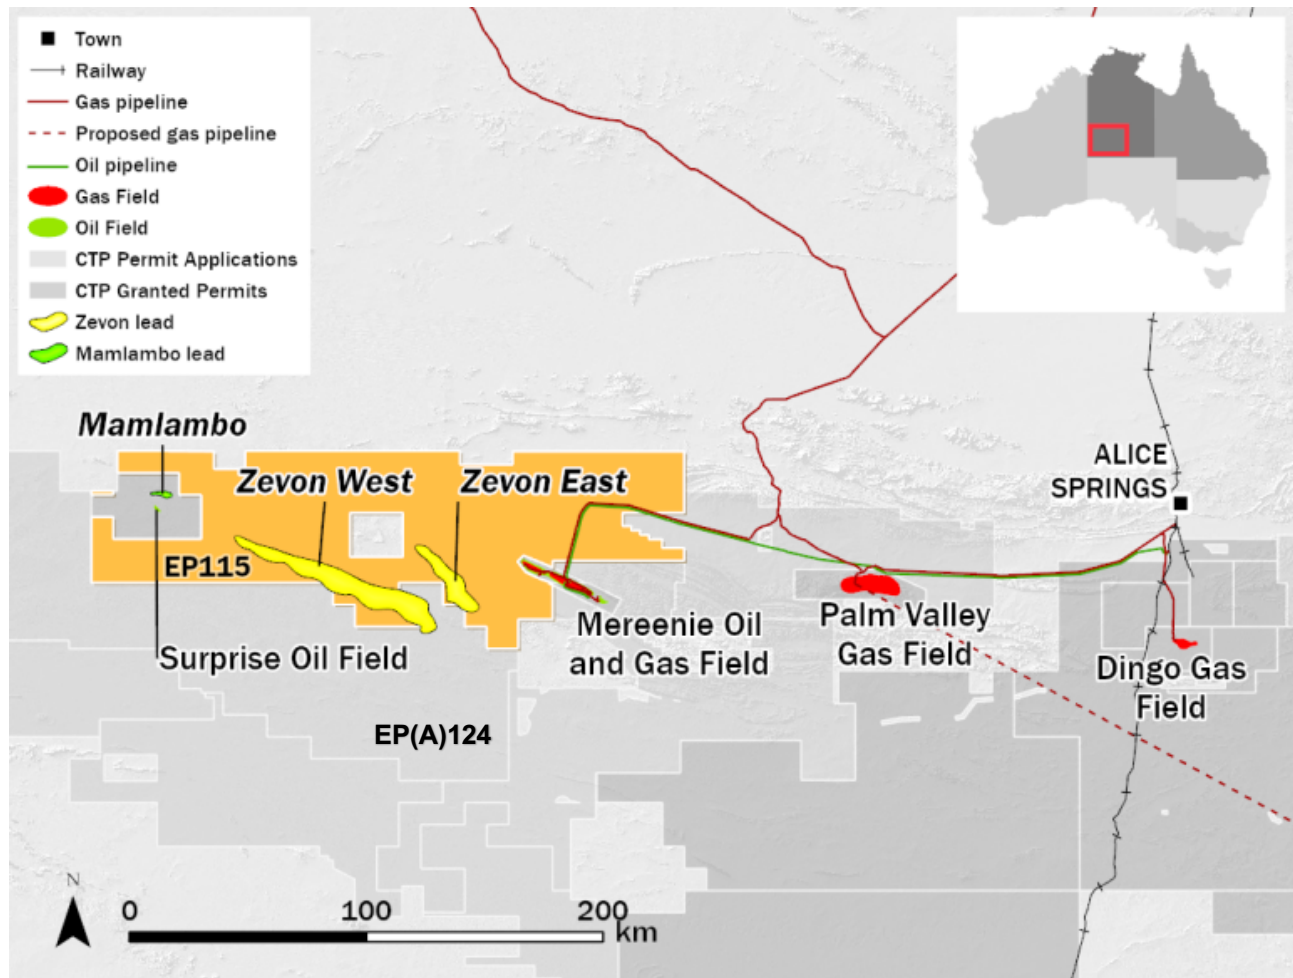 Town
Railway
Gas pipeline
Proposed gas pipeline
Oil pipeline
Gas Field
Oil Field
CTP Permit Applications
CTP Granted Permits
Zevon lead
Mamlambo lead
Mamlambo
Zevon West
Zevon East
ALICE
SPRINGS
EP115
Surprise Oil Field
Mereenie Oil
and Gas Field
Palm Valley
Gas Field
Dingo Gas
Field
EP(A)124
N
0 100 200
km